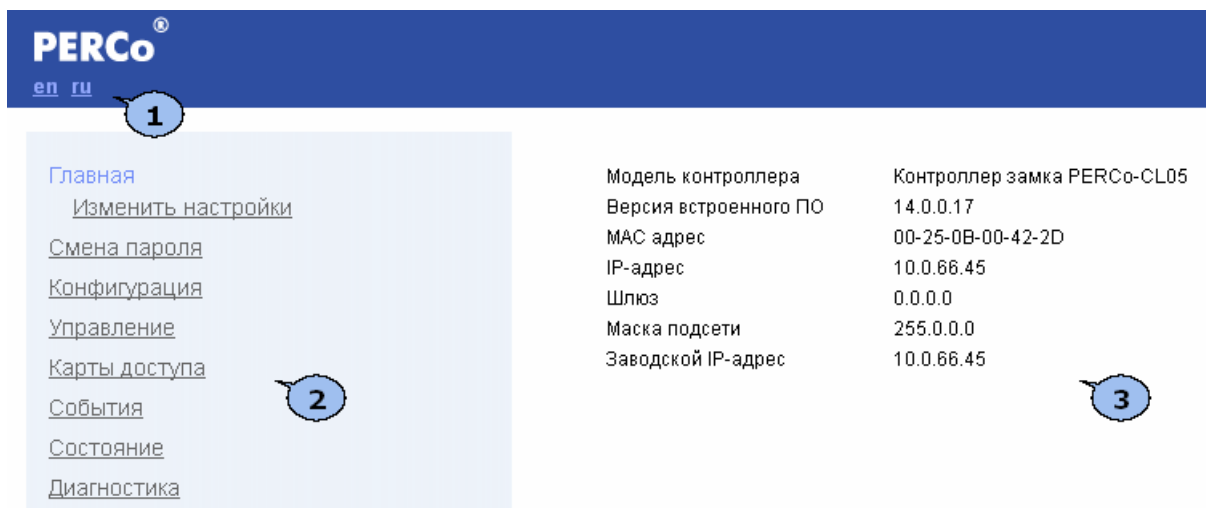 PERCo®
en ru
1
Главная
Изменить настройки
Смена пароля
Конфигурация
Управление
Карты доступа
События
Состояние
Диагностика
2
Модель контроллера Контроллер замка PERCo-CL05
Версия встроенного ПО 14.0.0.17
MAC адрес 00-25-0B-00-42-2D
IP-адрес 10.0.66.45
Шлюз 0.0.0.0
Маска подсети 255.0.0.0
Заводской IP-адрес 10.0.66.45
3